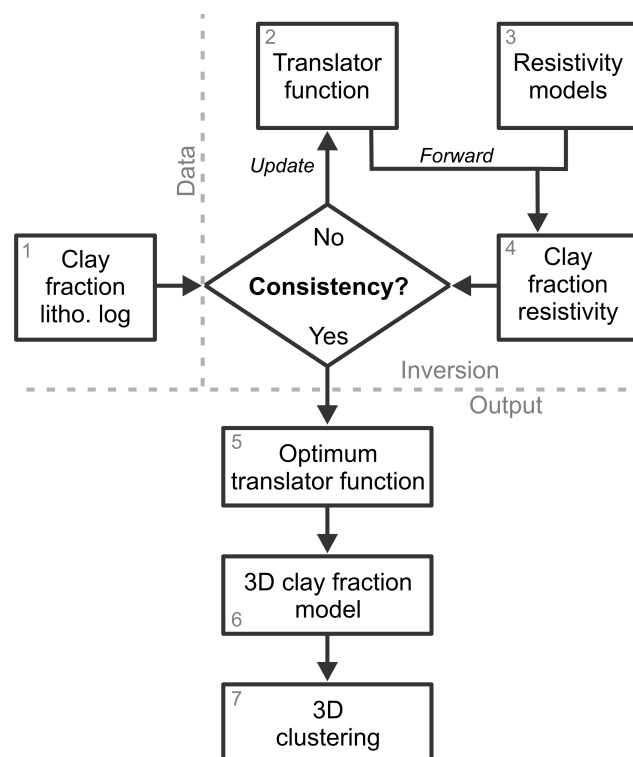 2
Translator
function
3
Resistivity
models
Update
Forward
Data
1
Clay
fraction
litho. log
No
Consistency?
Yes
4
Clay
fraction
resistivity
Inversion
Output
5
Optimum
translator function
3D clay fraction
model
6
7
3D
clustering